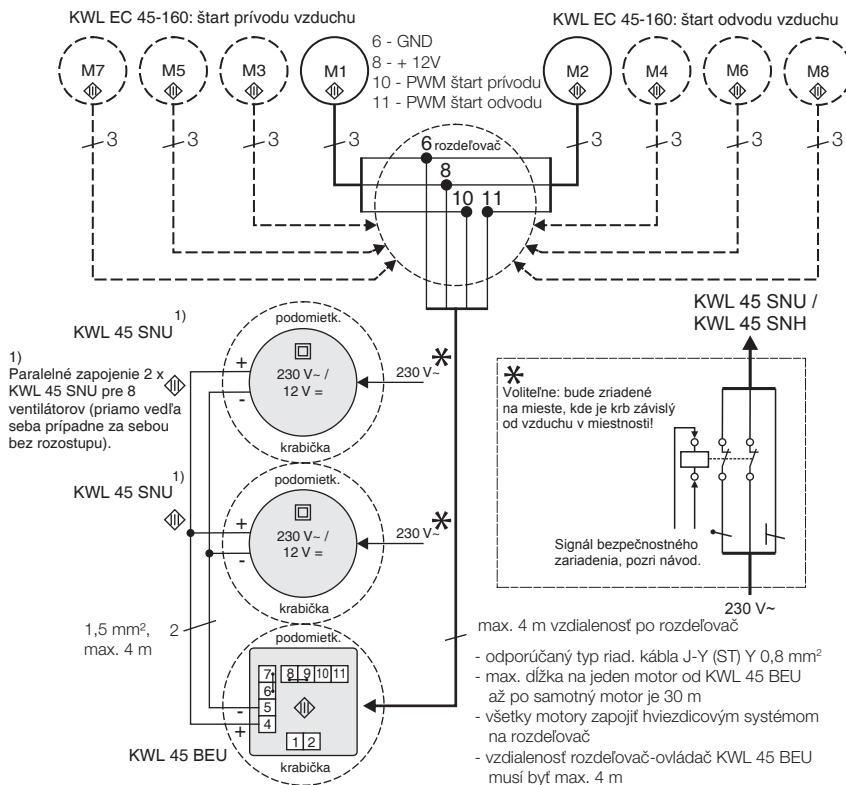 KWL EC 45-160: štart prívodu vzduchu
KWL EC 45-160: štart odvodu vzduchu
M7
M5
M3
M1
6 - GND
8 - + 12V
10 - PWM štart prívodu
11 - PWM štart odvodu
M2
M4
M6
M8
3
3
3
3
3
3
3
3
6 rozdeľovač
8
10
11
KWL 45 SNU 1)
podomietk.
+
-
230 V~ /
12 V =
230 V~ *
krabička
1)
Paralelné zapojenie 2 x
KWL 45 SNU pre 8
ventilátorov (priamo vedľa
seba prípadne za sebou
bez rozostupu).
KWL 45 SNU 1)
podomietk.
+
-
230 V~ /
12 V =
230 V~ *
krabička
KWL 45 SNU /
KWL 45 SNH
*
Voliteľne: bude zriadené
na mieste, kde je krb závislý
od vzduchu v miestnosti!
Signál bezpečnostného
zariadenia, pozri návod.
230 V~
1,5 mm²,
max. 4 m
2
podomietk.
7
6
5
4
8 9 10 11
1 2
-
+
KWL 45 BEU
krabička
max. 4 m vzdialenosť po rozdeľovač
- odporúčaný typ riad. kábla J-Y (ST) Y 0,8 mm²
- max. dĺžka na jeden motor od KWL 45 BEU
až po samotný motor je 30 m
- všetky motory zapojiť hviezdicovým systémom
na rozdeľovač
- vzdialenosť rozdeľovač-ovládač KWL 45 BEU
musí byť max. 4 m